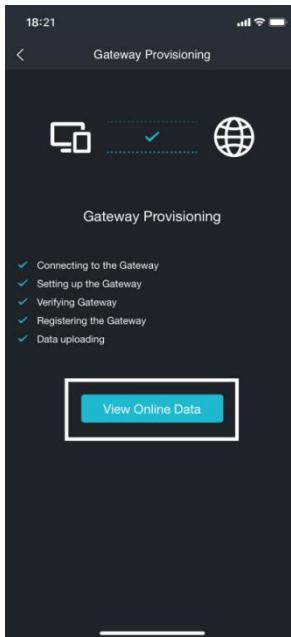 18:21
Gateway Provisioning
Gateway Provisioning
Connecting to the Gateway
Setting up the Gateway
Verifying Gateway
Registering the Gateway
Data uploading
View Online Data